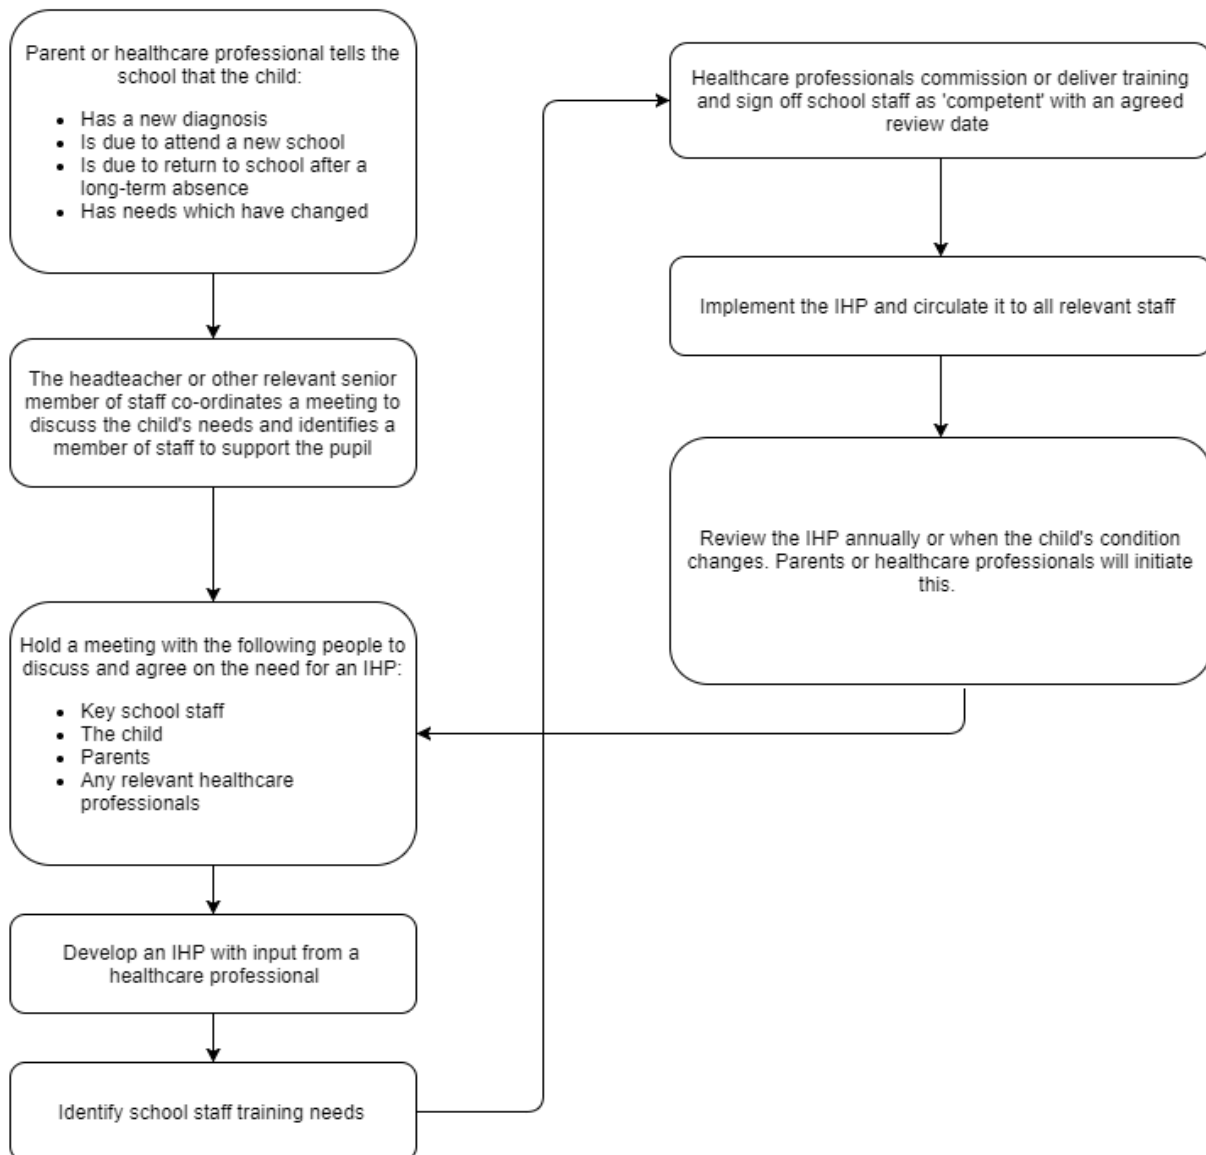 Parent or healthcare professional tells the
school that the child:
• Has a new diagnosis
• Is due to attend a new school
• Is due to return to school after a
long-term absence
• Has needs which have changed
The headteacher or other relevant senior
member of staff co-ordinates a meeting to
discuss the child's needs and identifies a
member of staff to support the pupil
Hold a meeting with the following people to
discuss and agree on the need for an IHP:
• Key school staff
• The child
• Parents
• Any relevant healthcare
professionals
Develop an IHP with input from a
healthcare professional
Identify school staff training needs
Healthcare professionals commission or deliver training
and sign off school staff as 'competent' with an agreed
review date
Implement the IHP and circulate it to all relevant staff
Review the IHP annually or when the child's condition
changes. Parents or healthcare professionals will initiate
this.